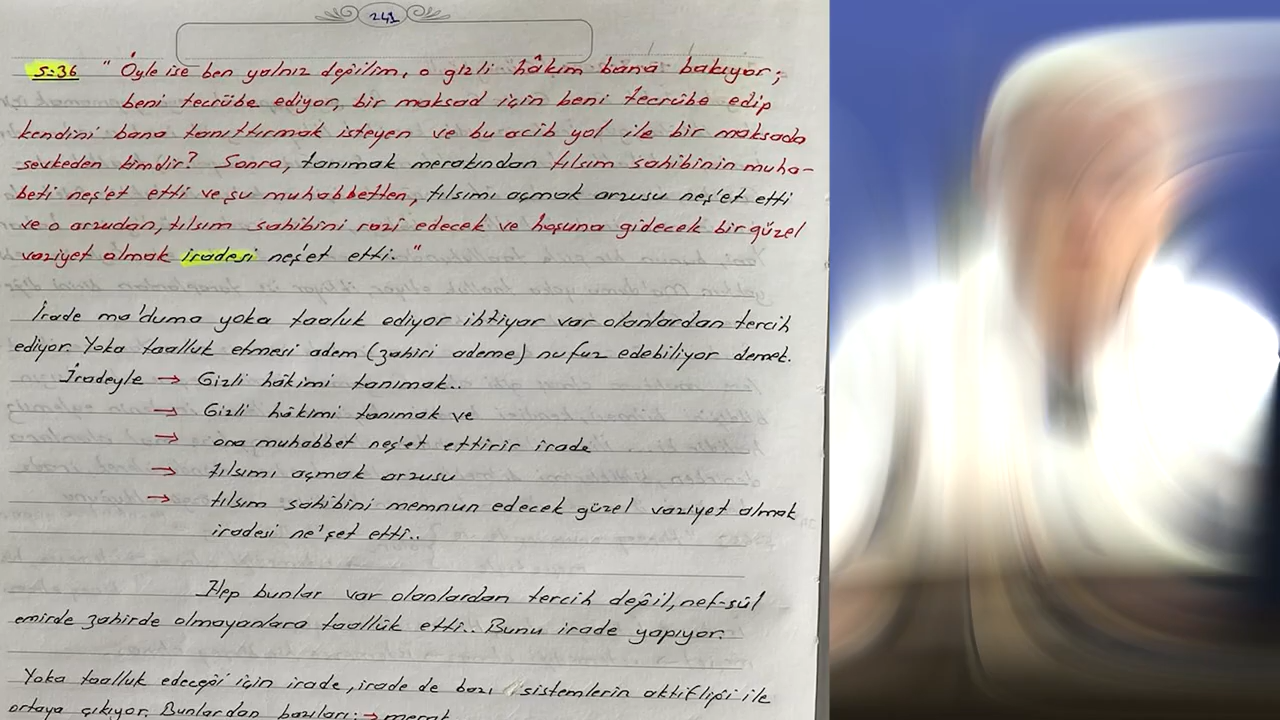 241
S:36 " Öyle ise ben yalnız değilim, o gizli hâkim bana bakıyor;
beni tecrübe ediyor, bir maksad için beni tecrübe edip
kendini bana tanıttırmak isteyen ve bu acib yol ile bir maksada
sevkeden kimdir? Sonra, tanımak merakından tılsım sahibinin muha-
beti neş'et etti ve şu muhabbetten, tılsımı açmak arzusu neş'et etti
ve o arzudan, tılsım sahibini razi edecek ve hoşuna gidecek bir güzel
vaziyet almak iradesi neş'et etti. "
İrade ma'duma yoka taaluk ediyor ihtiyar var olanlardan tercih
ediyor. Yoka taalluk etmesi adem (zahiri ademe) nufuz edebiliyor demek.
İradeyle → Gizli hâkimi tanımak..
→ Gizli hâkimi tanımak ve
→ ona muhabbet neş'et ettirir irade
→ tılsımı açmak arzusu
→ tılsım sahibini memnun edecek güzel vaziyet almak
iradesi ne'şet etti..
Hep bunlar var olanlardan tercih değil, nef-sül
emirde zahirde olmayanlara taallûk etti.. Bunu irade yapıyor.
Yoka taalluk edeceği için irade, irade de bazı sistemlerin aktifliği ile
ortaya çıkıyor. Bunlardan bazıları: → merak